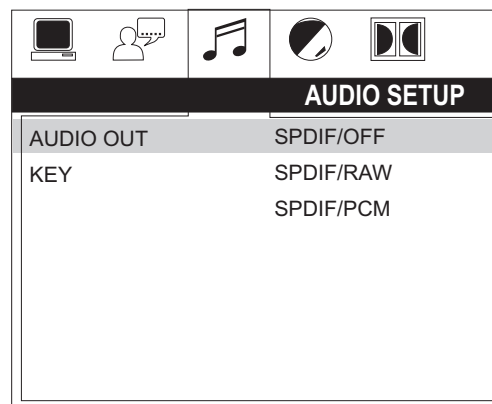 AUDIO SETUP
AUDIO OUT SPDIF/OFF
KEY SPDIF/RAW
SPDIF/PCM